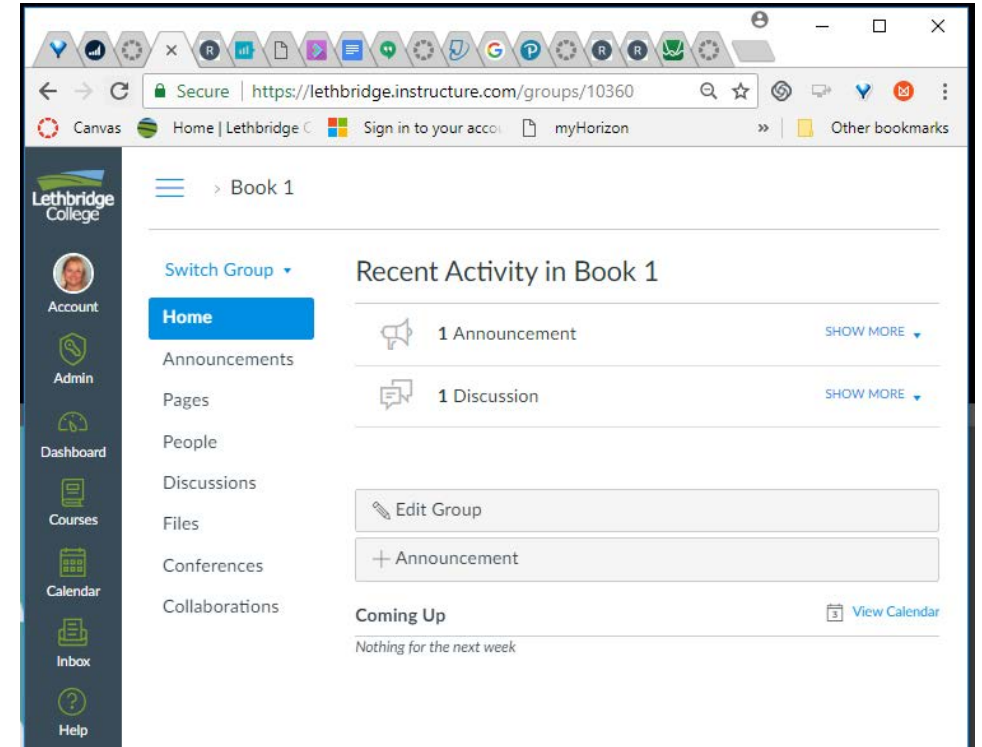 Secure | https://lethbridge.instructure.com/groups/10360
Canvas Home | Lethbridge C Sign in to your accou myHorizon » Other bookmarks
Lethbridge
College
Account
Admin
Dashboard
Courses
Calendar
Inbox
Help
> Book 1
Switch Group
Home
Announcements
Pages
People
Discussions
Files
Conferences
Collaborations
Recent Activity in Book 1
1 Announcement SHOW MORE
1 Discussion SHOW MORE
Edit Group
+ Announcement
Coming Up 3 View Calendar
Nothing for the next week